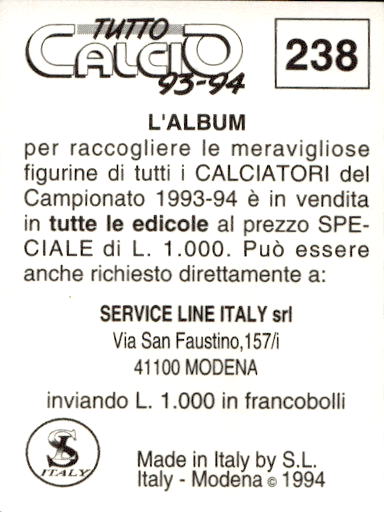 TUTTO
CALCIO
93-94
238
L'ALBUM
per raccogliere le meravigliose
figurine di tutti i CALCIATORI del
Campionato 1993-94 è in vendita
in tutte le edicole al prezzo SPE-
CIALE di L. 1.000. Può essere
anche richiesto direttamente a:
SERVICE LINE ITALY srl
Via San Faustino,157/i
41100 MODENA
inviando L. 1.000 in francobolli
SL
ITALY
Made in Italy by S.L.
Italy - Modena © 1994